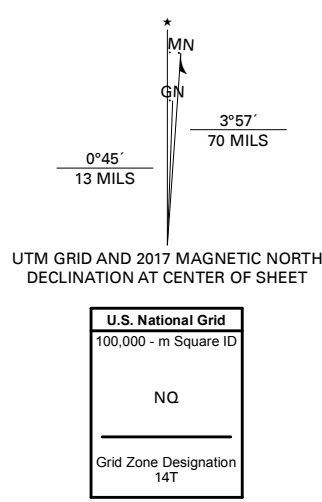 MN
GN
3°57´
70 MILS
0°45´
13 MILS
UTM GRID AND 2017 MAGNETIC NORTH
DECLINATION AT CENTER OF SHEET
U.S. National Grid
100,000 - m Square ID
NQ
Grid Zone Designation
14T